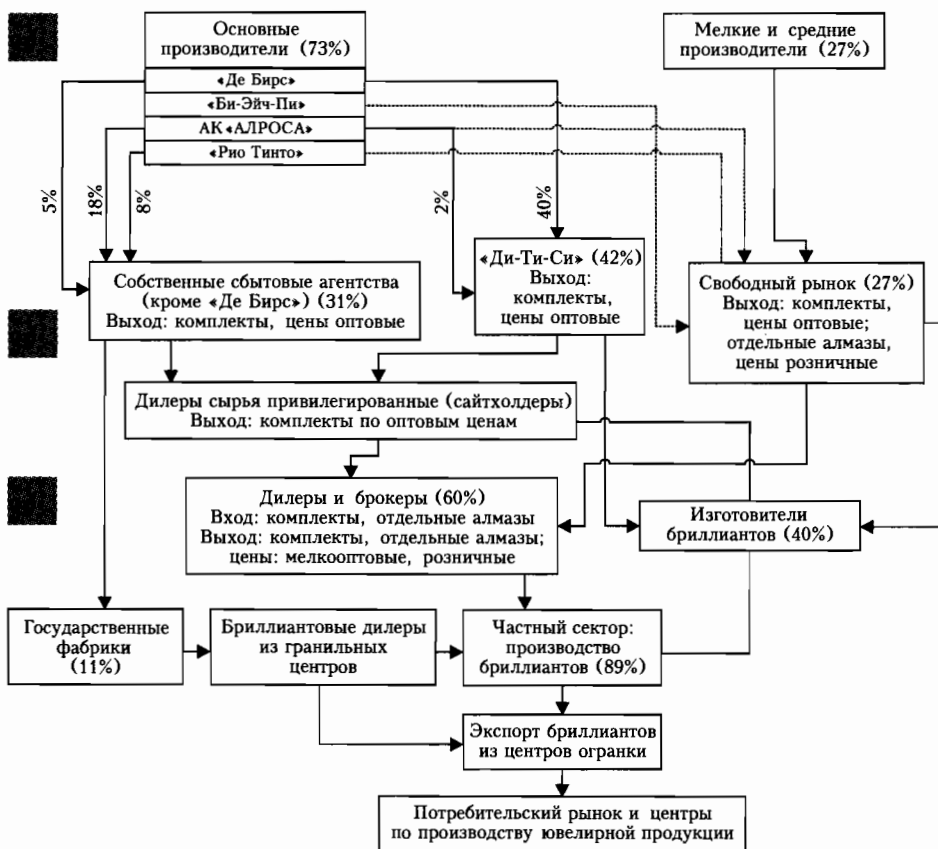 Основные
производители (73%)
«Де Бирс»
«Би-Эйч-Пи»
АК «АЛРОСА»
«Рио Тинто»
Мелкие и средние
производители (27%)
5%
18%
8%
2%
40%
Собственные сбытовые агентства
(кроме «Де Бирс») (31%)
Выход: комплекты, цены оптовые
«Ди-Ти-Си» (42%)
Выход:
комплекты,
цены оптовые
Свободный рынок (27%)
Выход: комплекты,
цены оптовые;
отдельные алмазы,
цены розничные
Дилеры сырья привилегированные (сайтхолдеры)
Выход: комплекты по оптовым ценам
Дилеры и брокеры (60%)
Вход: комплекты, отдельные алмазы
Выход: комплекты, отдельные алмазы;
цены: мелкооптовые, розничные
Изготовители
бриллиантов (40%)
Государственные
фабрики
(11%)
Бриллиантовые дилеры
из гранильных
центров
Частный сектор:
производство
бриллиантов (89%)
Экспорт бриллиантов
из центров огранки
Потребительский рынок и центры
по производству ювелирной продукции